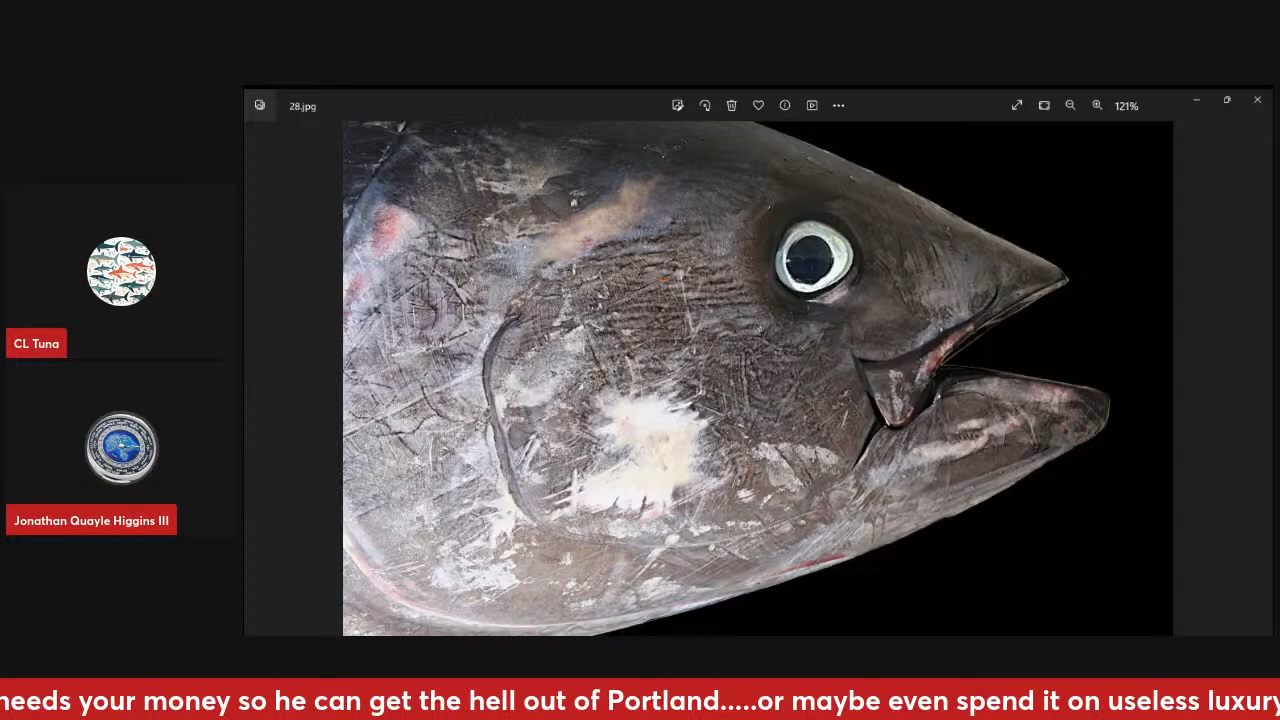 28.jpg
121%
CL Tuna
Jonathan Quayle Higgins III
needs your money so he can get the hell out of Portland.....or maybe even spend it on useless luxury